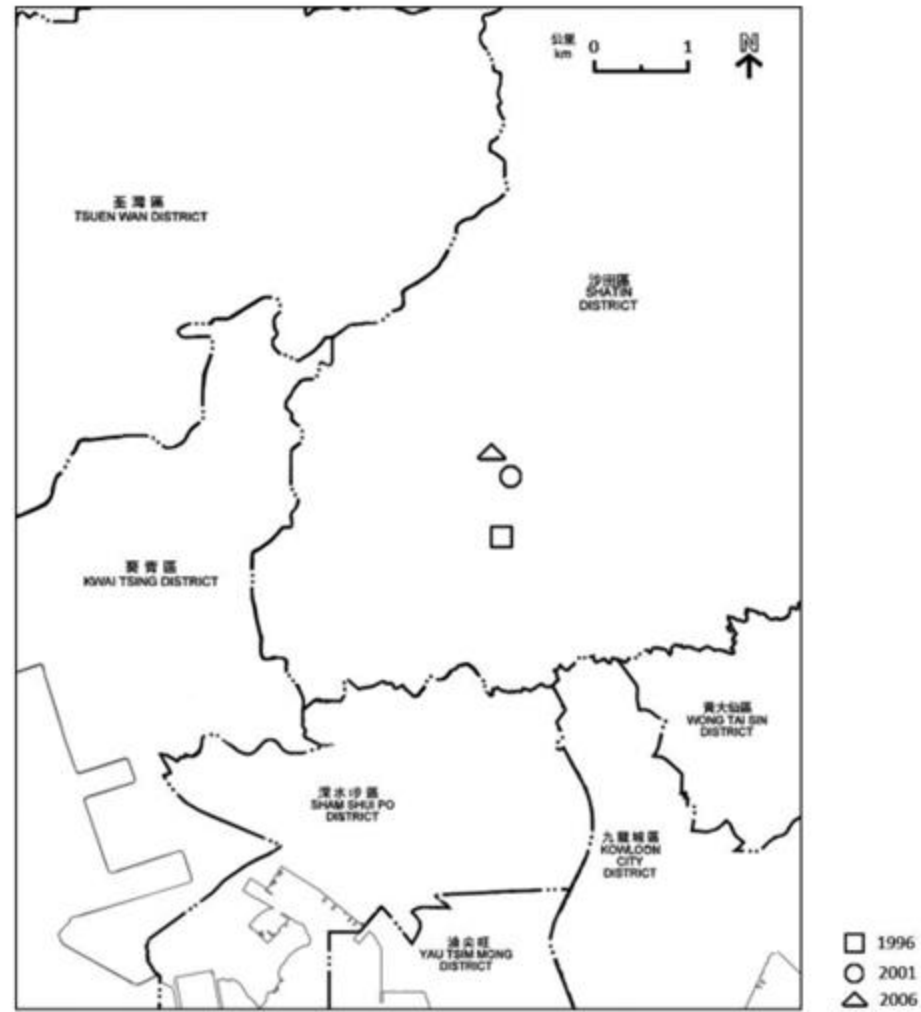 公里
km
0
1
N
荃灣區
TSUEN WAN DISTRICT
沙田區
SHATIN
DISTRICT
葵青區
KWAI TSING DISTRICT
黃大仙區
WONG TAI SIN
DISTRICT
深水埗區
SHAM SHUI PO
DISTRICT
九龍城區
KOWLOON
CITY
DISTRICT
油尖旺
YAU TSIM MONG
DISTRICT
1996
2001
2006